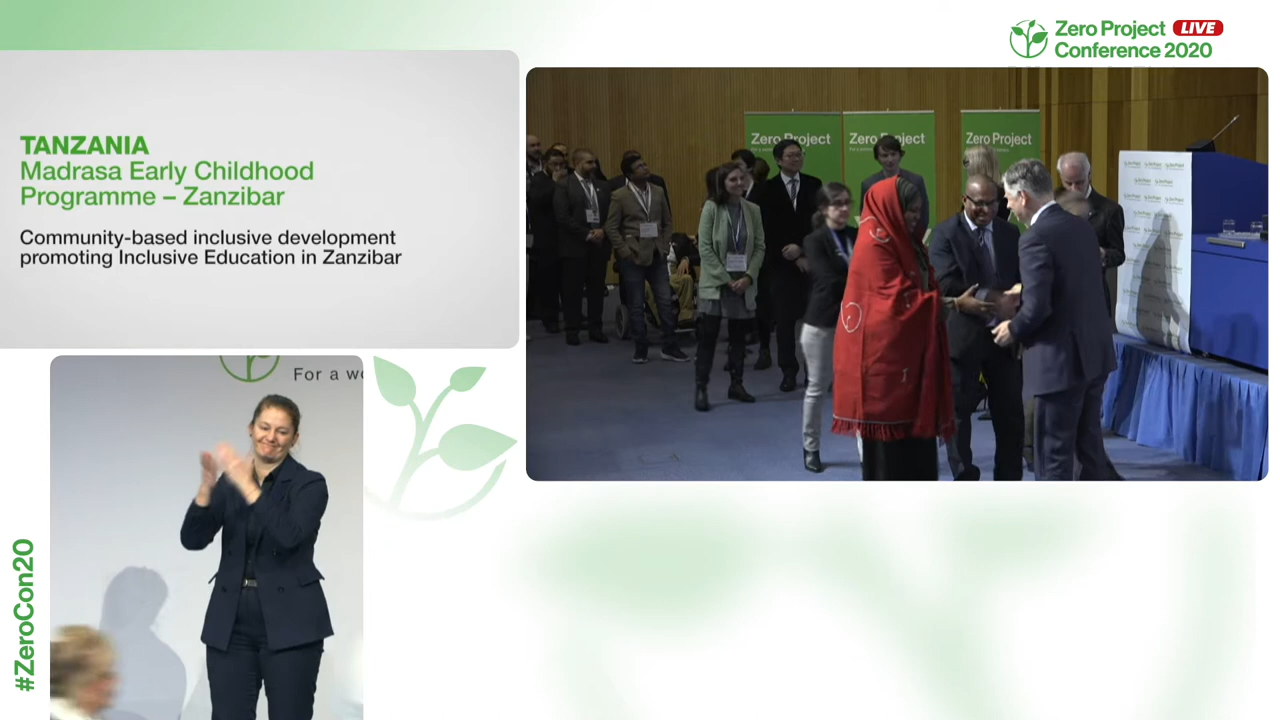 Zero Project LIVE
Conference 2020
TANZANIA
Madrasa Early Childhood
Programme – Zanzibar
Community-based inclusive development
promoting Inclusive Education in Zanzibar
Zero Project
Zero Project
Zero Project
For a wo
#ZeroCon20